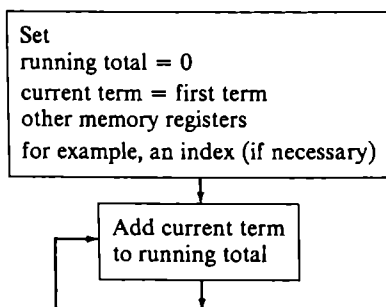 Set
running total = 0
current term = first term
other memory registers
for example, an index (if necessary)
Add current term
to running total